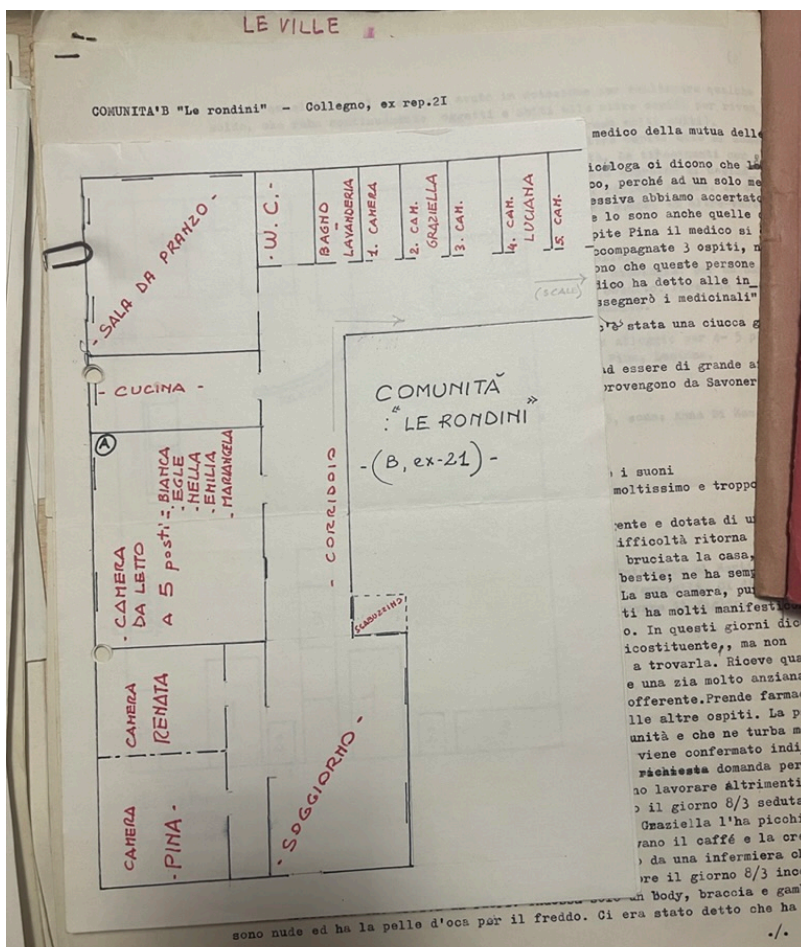 LE VILLE
COMUNITA'B "Le rondini" - Collegno, ex rep.2I
- SALA DA PRANZO -
- W. C. -
BAGNO
LAVANDERIA
1. CAMERA
2. CAM.
GRAZIELLA
3. CAM.
4. CAM.
LUCIANA
5. CAM.
(SCALE)
- CUCINA -
A
- CAMERA
DA LETTO
A 5 posti = BIANCA
- EGLE
- NELLA
- EMILIA
- MARIANGELA
- CORRIDOIO -
COMUNITÀ
: "LE RONDINI"
-(B, ex-21)-
SGABUZZINO
CAMERA
RENATA
CAMERA
- PINA -
- SOGGIORNO -
medico della mutua delle
icologa ci dicono che
perché ad un solo
essiva abbiamo accertato
e lo sono anche quelle
pite Pina il medico si
ccompagnate 3 ospiti, n
ono che queste persone
dico ha detto alle in_
ssegnerò i medicinali"
stata una ciucca g
ad essere di grande a
provengono da Savoner
i suoni
moltissimo e troppo
ente e dotata di u
ifficoltà ritorna
bruciata la casa,
bestie; ne ha semp
La sua camera, pu
ti ha molti manifesti
o. In questi giorni dic
icostituente,, ma non
a trovarla. Riceve qua
e una zia molto anziana
offerente.Prende farma
lle altre ospiti. La p
unità e che ne turba m
viene confermato indi
richiesta domanda per
no lavorare Altrimenti
o il giorno 8/3 seduta
Graziella l'ha picchi
vano il caffé e la
da una infermiera
re il giorno 8/3 inc
un Body, braccia e gam
sono nude ed ha la pelle d'oca por il freddo. Ci era stato detto che ha
./.